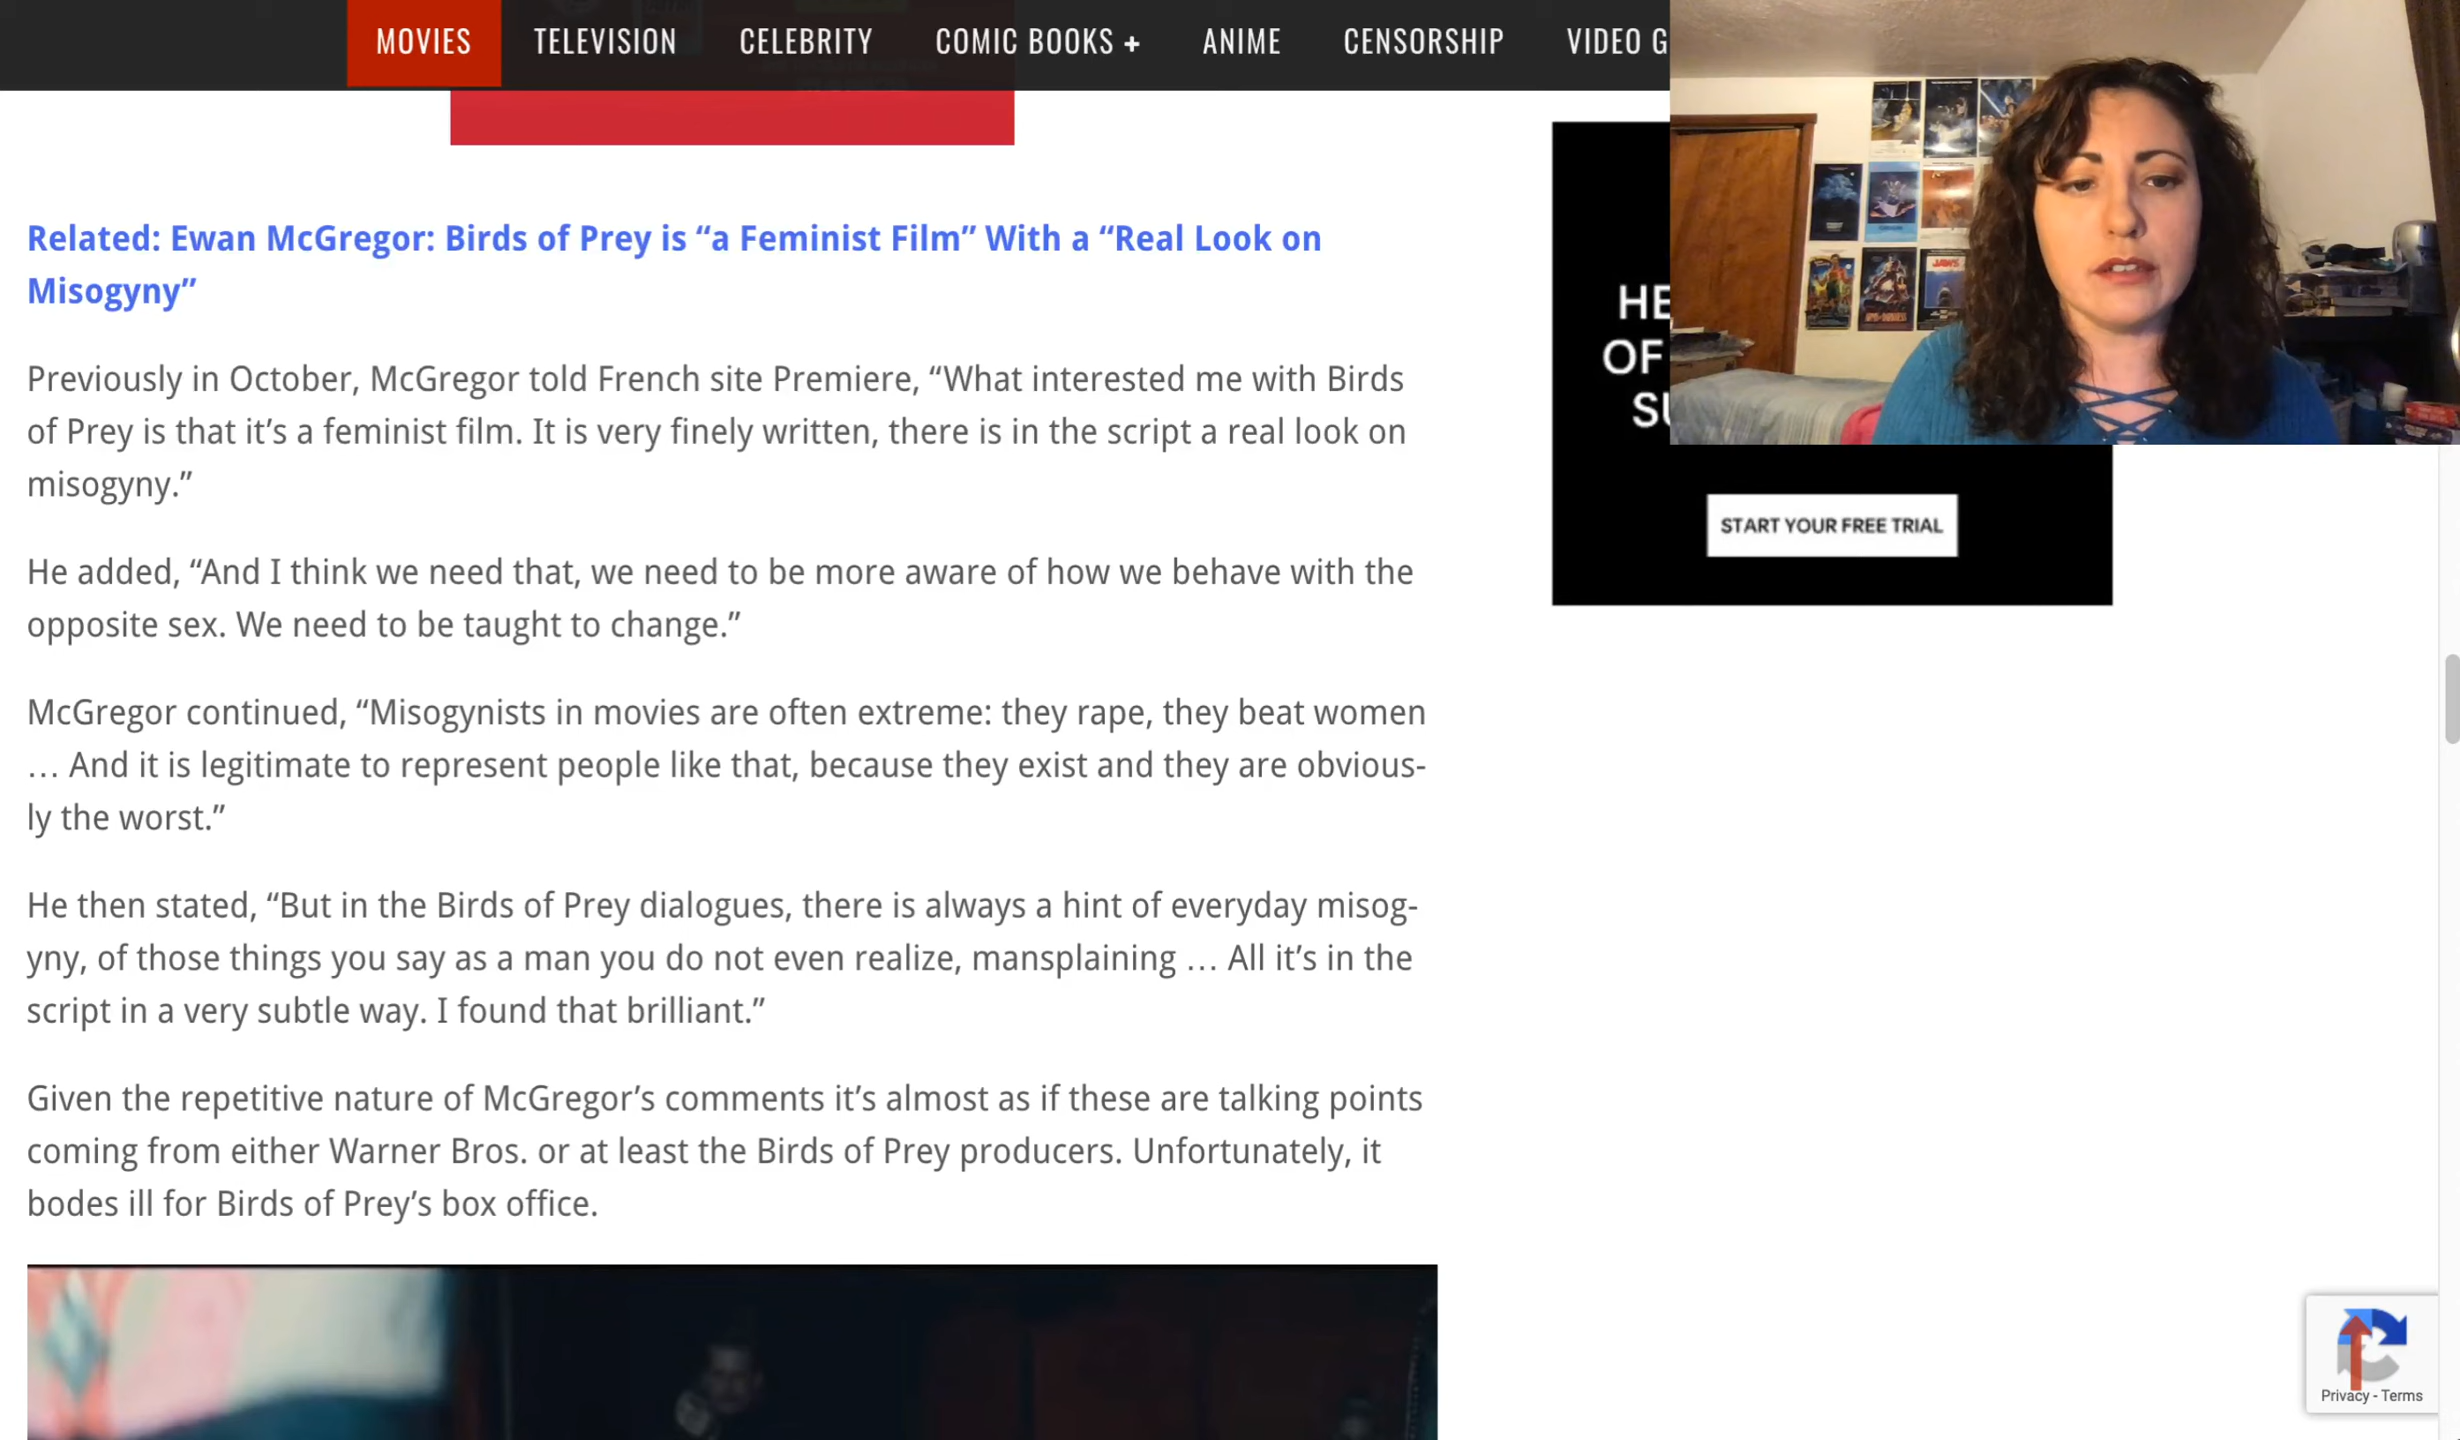 MOVIES TELEVISION CELEBRITY COMIC BOOKS + ANIME CENSORSHIP VIDEO G
Related: Ewan McGregor: Birds of Prey is “a Feminist Film” With a “Real Look on
Misogyny”
Previously in October, McGregor told French site Premiere, “What interested me with Birds
of Prey is that it’s a feminist film. It is very finely written, there is in the script a real look on
misogyny.”
He added, “And I think we need that, we need to be more aware of how we behave with the
opposite sex. We need to be taught to change.”
McGregor continued, “Misogynists in movies are often extreme: they rape, they beat women
… And it is legitimate to represent people like that, because they exist and they are obvious-
ly the worst.”
He then stated, “But in the Birds of Prey dialogues, there is always a hint of everyday misog-
yny, of those things you say as a man you do not even realize, mansplaining … All it’s in the
script in a very subtle way. I found that brilliant.”
Given the repetitive nature of McGregor’s comments it’s almost as if these are talking points
coming from either Warner Bros. or at least the Birds of Prey producers. Unfortunately, it
bodes ill for Birds of Prey’s box office.
HE
OF
SU
START YOUR FREE TRIAL
JAWS
Privacy - Terms